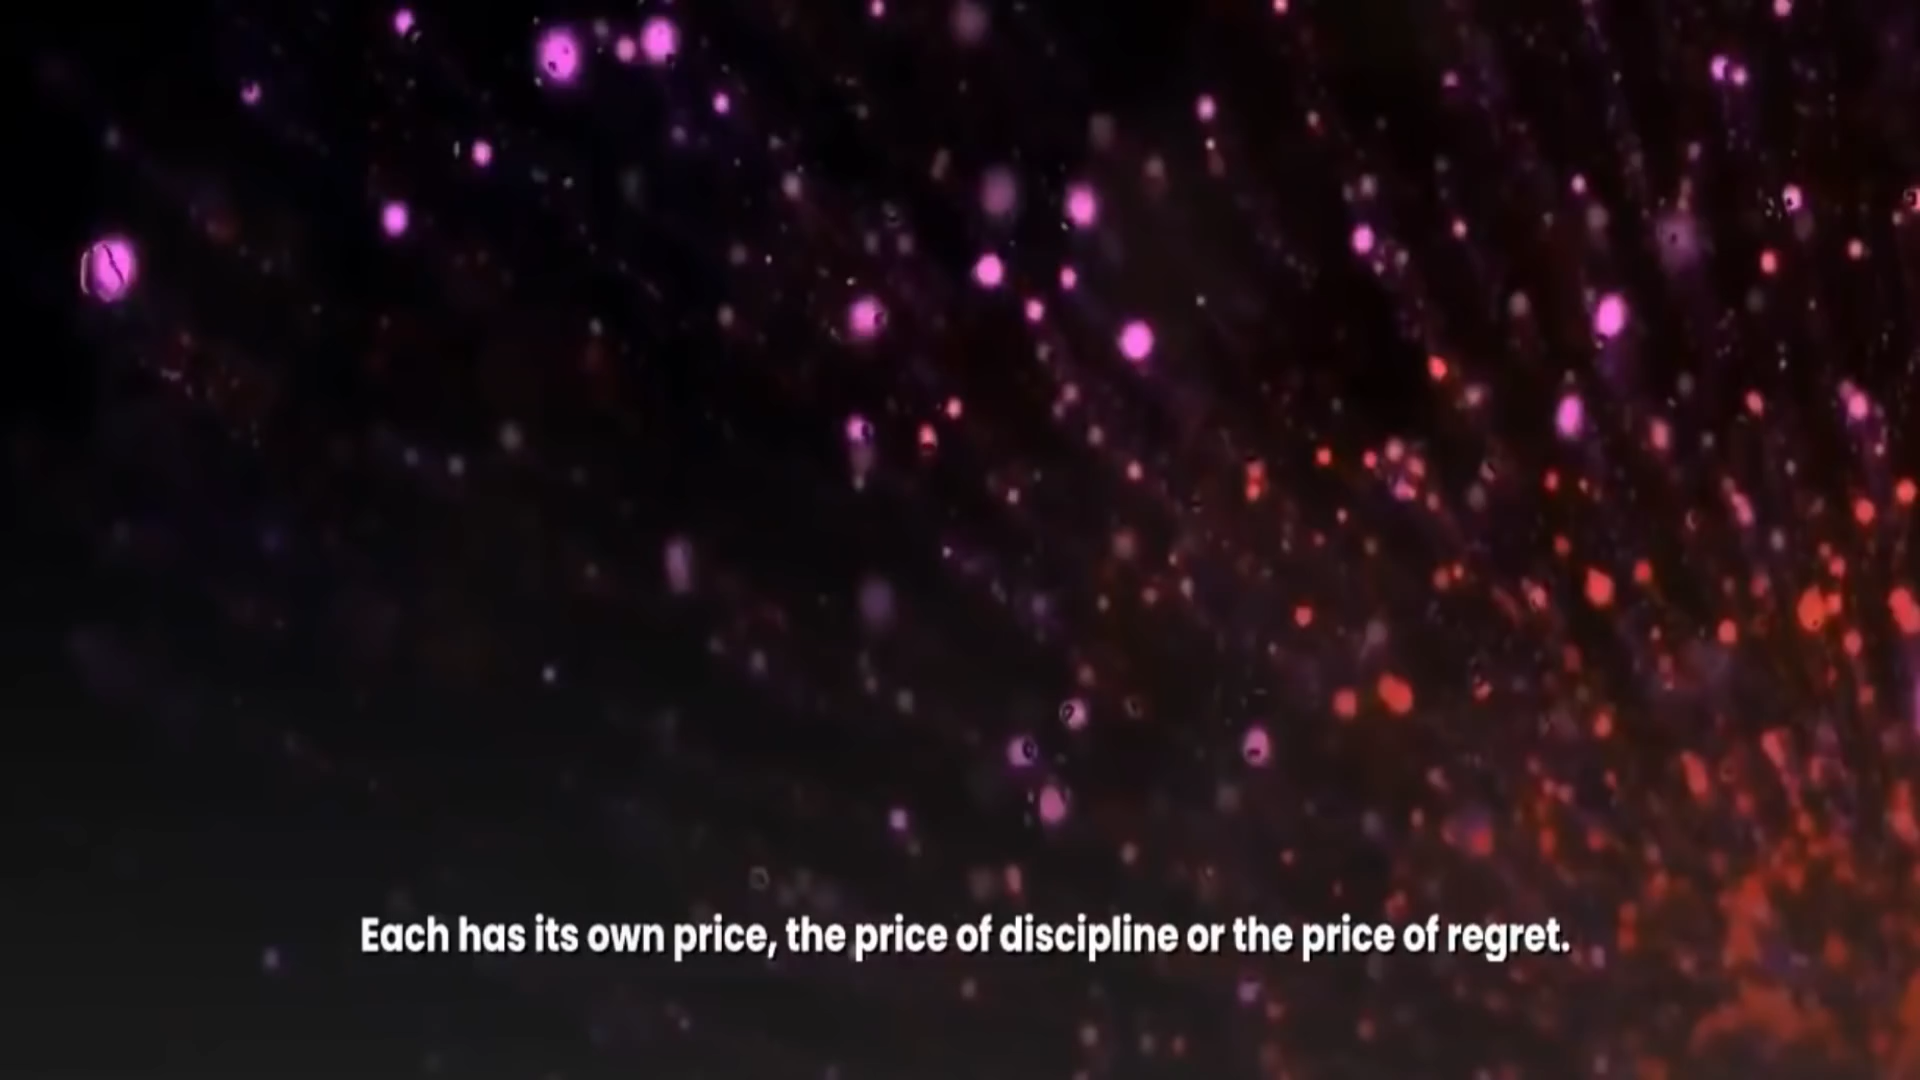 Each has its own price, the price of discipline or the price of regret.